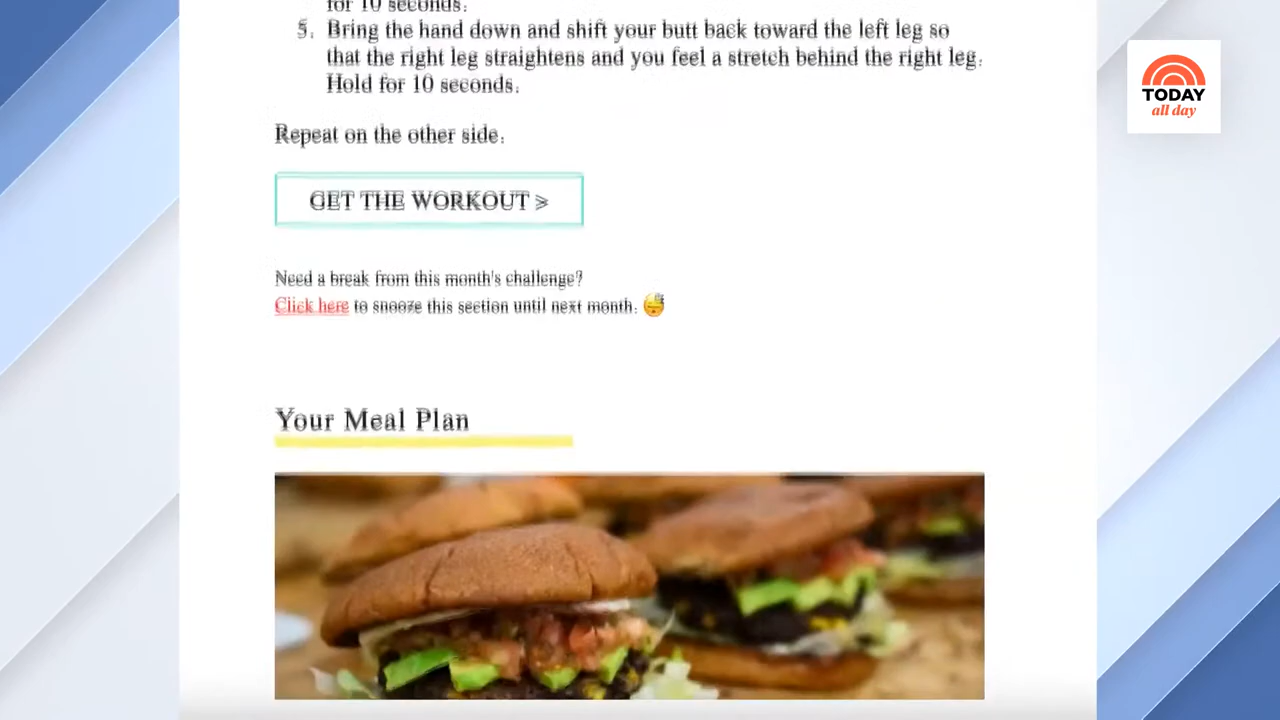 for 10 seconds.
5. Bring the hand down and shift your butt back toward the left leg so
that the right leg straightens and you feel a stretch behind the right leg.
Hold for 10 seconds.
Repeat on the other side.
GET THE WORKOUT >
Need a break from this month's challenge?
Click here to snooze this section until next month. 😴
Your Meal Plan
TODAY
all day